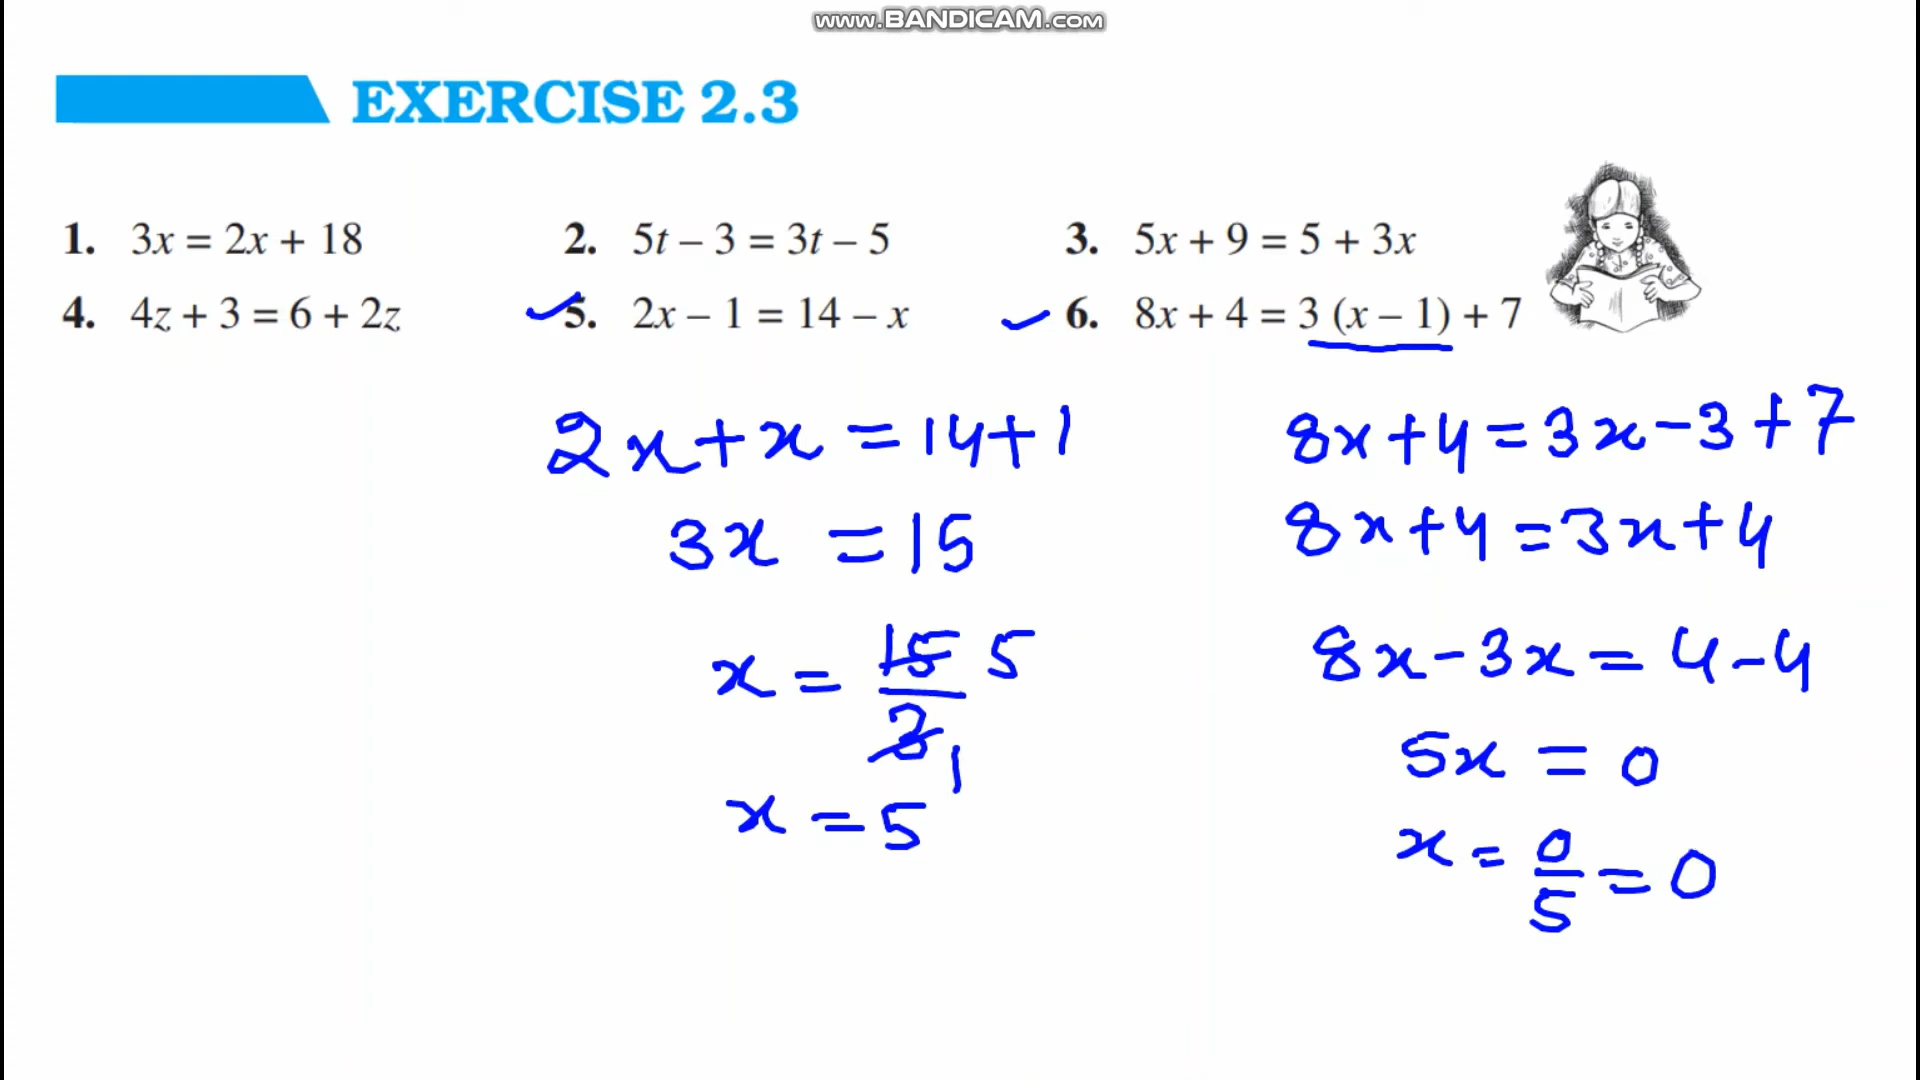 www.BANDICAM.com
EXERCISE 2.3
1. 3x = 2x + 18 2. 5t – 3 = 3t – 5 3. 5x + 9 = 5 + 3x
4. 4z + 3 = 6 + 2z 5. 2x – 1 = 14 – x 6. 8x + 4 = 3 (x – 1) + 7
2x+x = 14+1
3x = 15
x = 15/3 5 1
x = 5
8x+4 = 3x-3+7
8x+4 = 3x+4
8x-3x = 4-4
5x = 0
x = 0/5 = 0